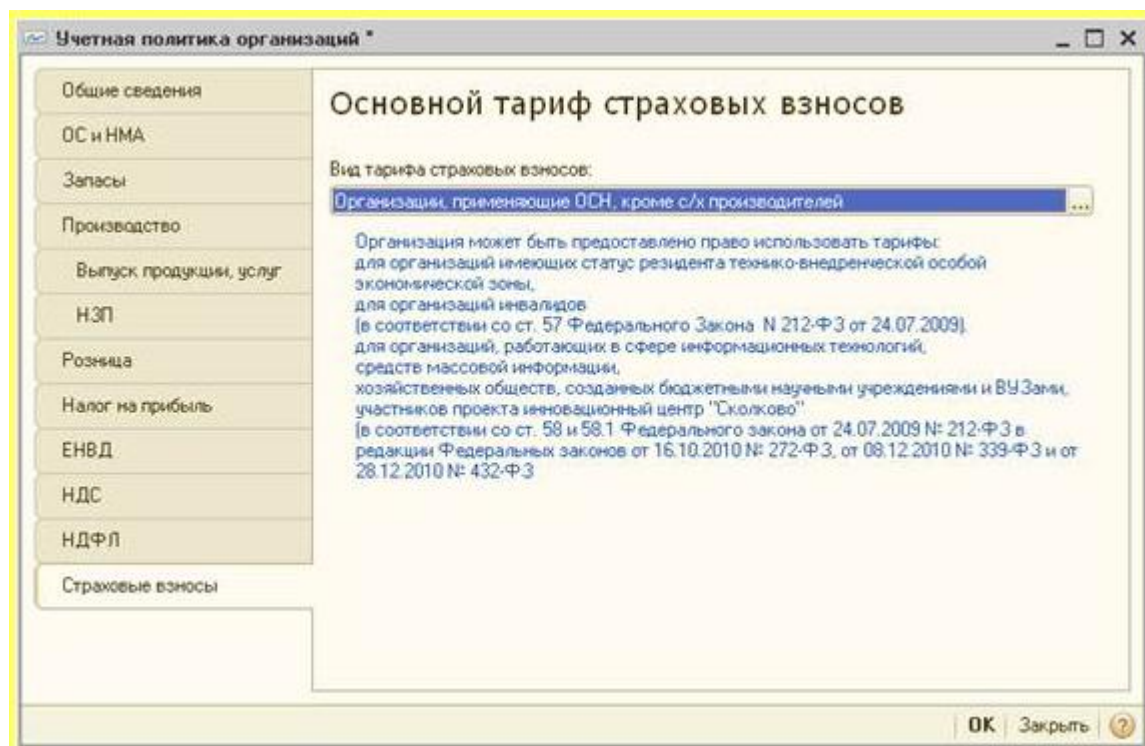 Учетная политика организаций *
Общие сведения
ОС и НМА
Запасы
Производство
Выпуск продукции, услуг
НЗП
Розница
Налог на прибыль
ЕНВД
НДС
НДФЛ
Страховые взносы
Основной тариф страховых взносов
Вид тарифа страховых взносов:
Организации, применяющие ОСН, кроме с/х производителей
...
Организация может быть предоставлено право использовать тарифы:
для организаций имеющих статус резидента технико-внедренческой особой
экономической зоны,
для организаций инвалидов
(в соответствии со ст. 57 Федерального Закона N 212-ФЗ от 24.07.2009).
для организаций, работающих в сфере информационных технологий,
средств массовой информации,
хозяйственных обществ, созданных бюджетными научными учреждениями и ВУЗами,
участников проекта инновационный центр "Сколково"
(в соответствии со ст. 58 и 58.1 Федерального закона от 24.07.2009 № 212-ФЗ в
редакции Федеральных законов от 16.10.2010 № 272-ФЗ, от 08.12.2010 № 339-ФЗ и от
28.12.2010 № 432-ФЗ
OK Закрыть ?